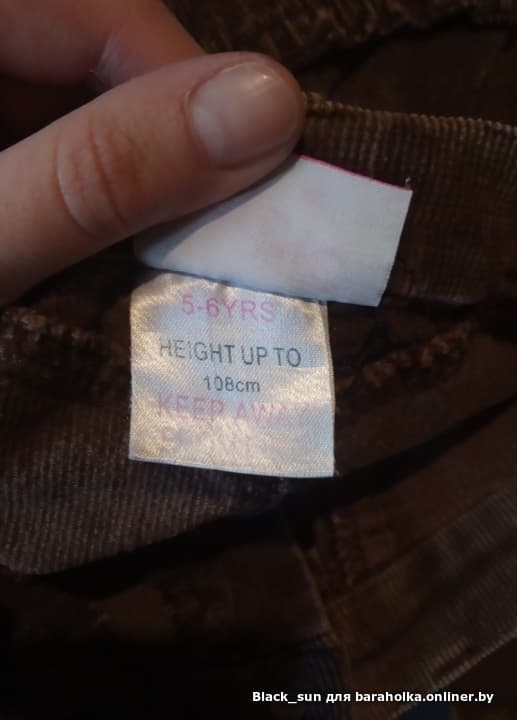 5-6YRS
HEIGHT UP TO
108cm
KEEP AWAY
Black_sun для baraholka.onliner.by